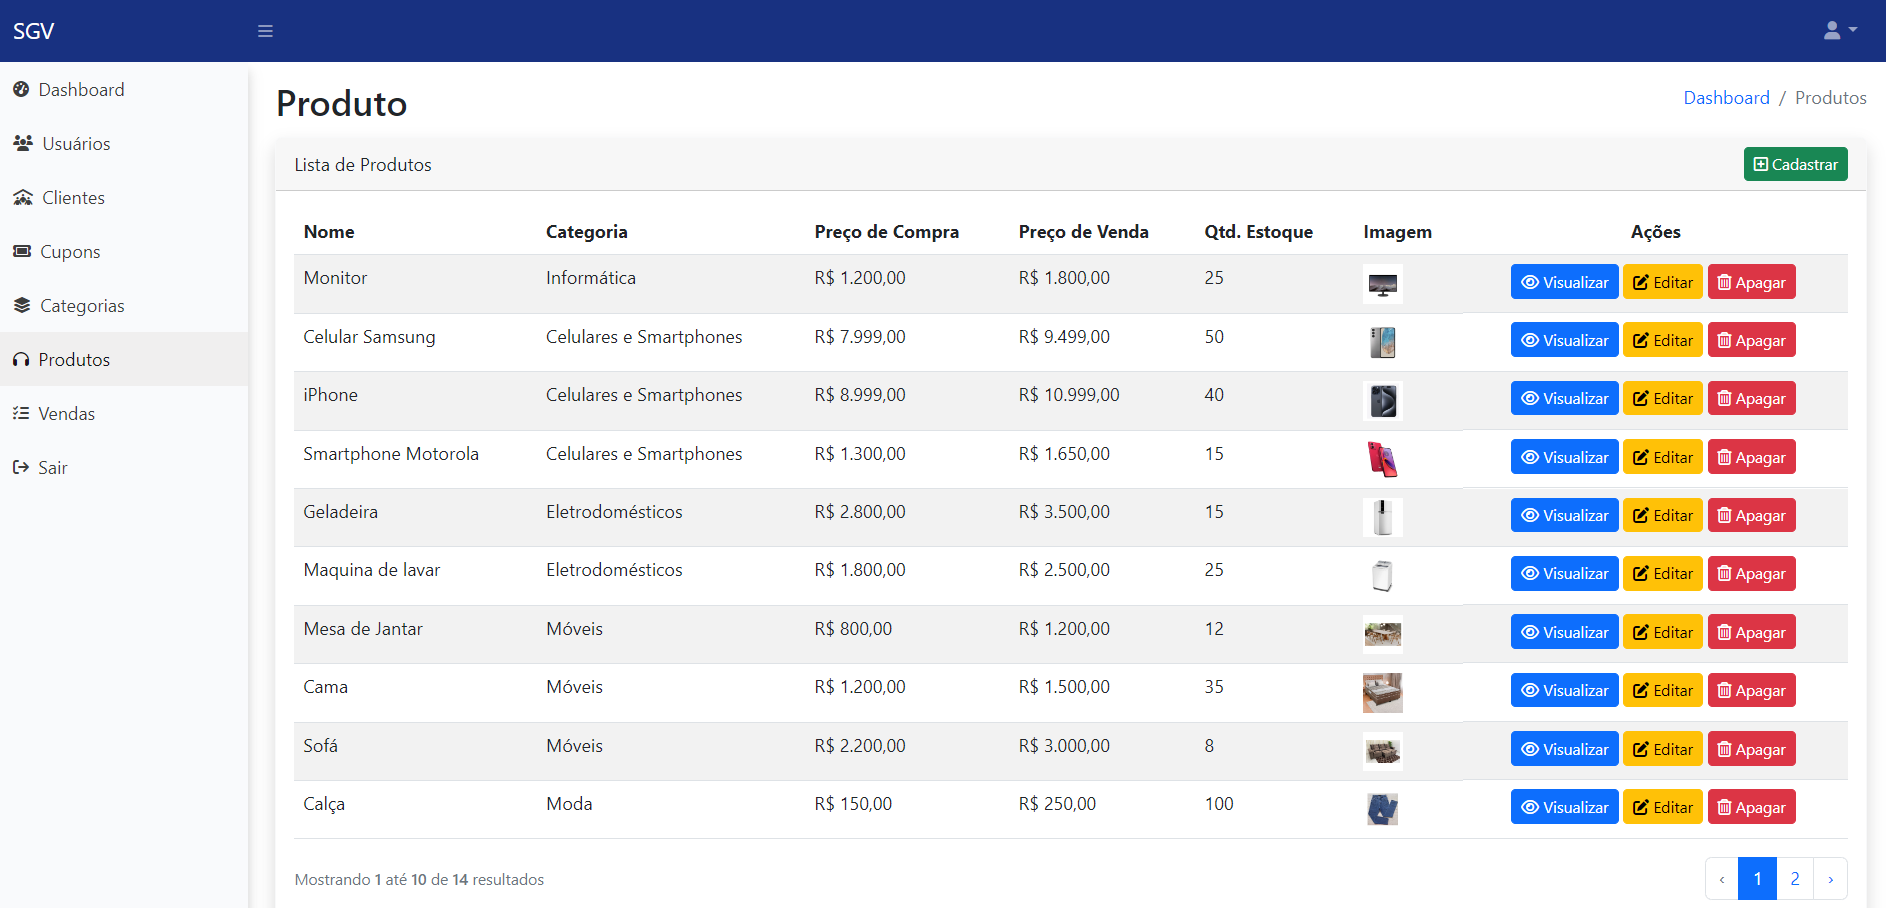 SGV
Dashboard
Usuários
Clientes
Cupons
Categorias
Produtos
Vendas
Sair
Produto
Dashboard / Produtos
Lista de Produtos
Cadastrar
Nome Categoria Preço de Compra Preço de Venda Qtd. Estoque Imagem Ações
Monitor Informática R$ 1.200,00 R$ 1.800,00 25 Visualizar Editar Apagar
Celular Samsung Celulares e Smartphones R$ 7.999,00 R$ 9.499,00 50 Visualizar Editar Apagar
iPhone Celulares e Smartphones R$ 8.999,00 R$ 10.999,00 40 Visualizar Editar Apagar
Smartphone Motorola Celulares e Smartphones R$ 1.300,00 R$ 1.650,00 15 Visualizar Editar Apagar
Geladeira Eletrodomésticos R$ 2.800,00 R$ 3.500,00 15 Visualizar Editar Apagar
Maquina de lavar Eletrodomésticos R$ 1.800,00 R$ 2.500,00 25 Visualizar Editar Apagar
Mesa de Jantar Móveis R$ 800,00 R$ 1.200,00 12 Visualizar Editar Apagar
Cama Móveis R$ 1.200,00 R$ 1.500,00 35 Visualizar Editar Apagar
Sofá Móveis R$ 2.200,00 R$ 3.000,00 8 Visualizar Editar Apagar
Calça Moda R$ 150,00 R$ 250,00 100 Visualizar Editar Apagar
Mostrando 1 até 10 de 14 resultados
‹ 1 2 ›